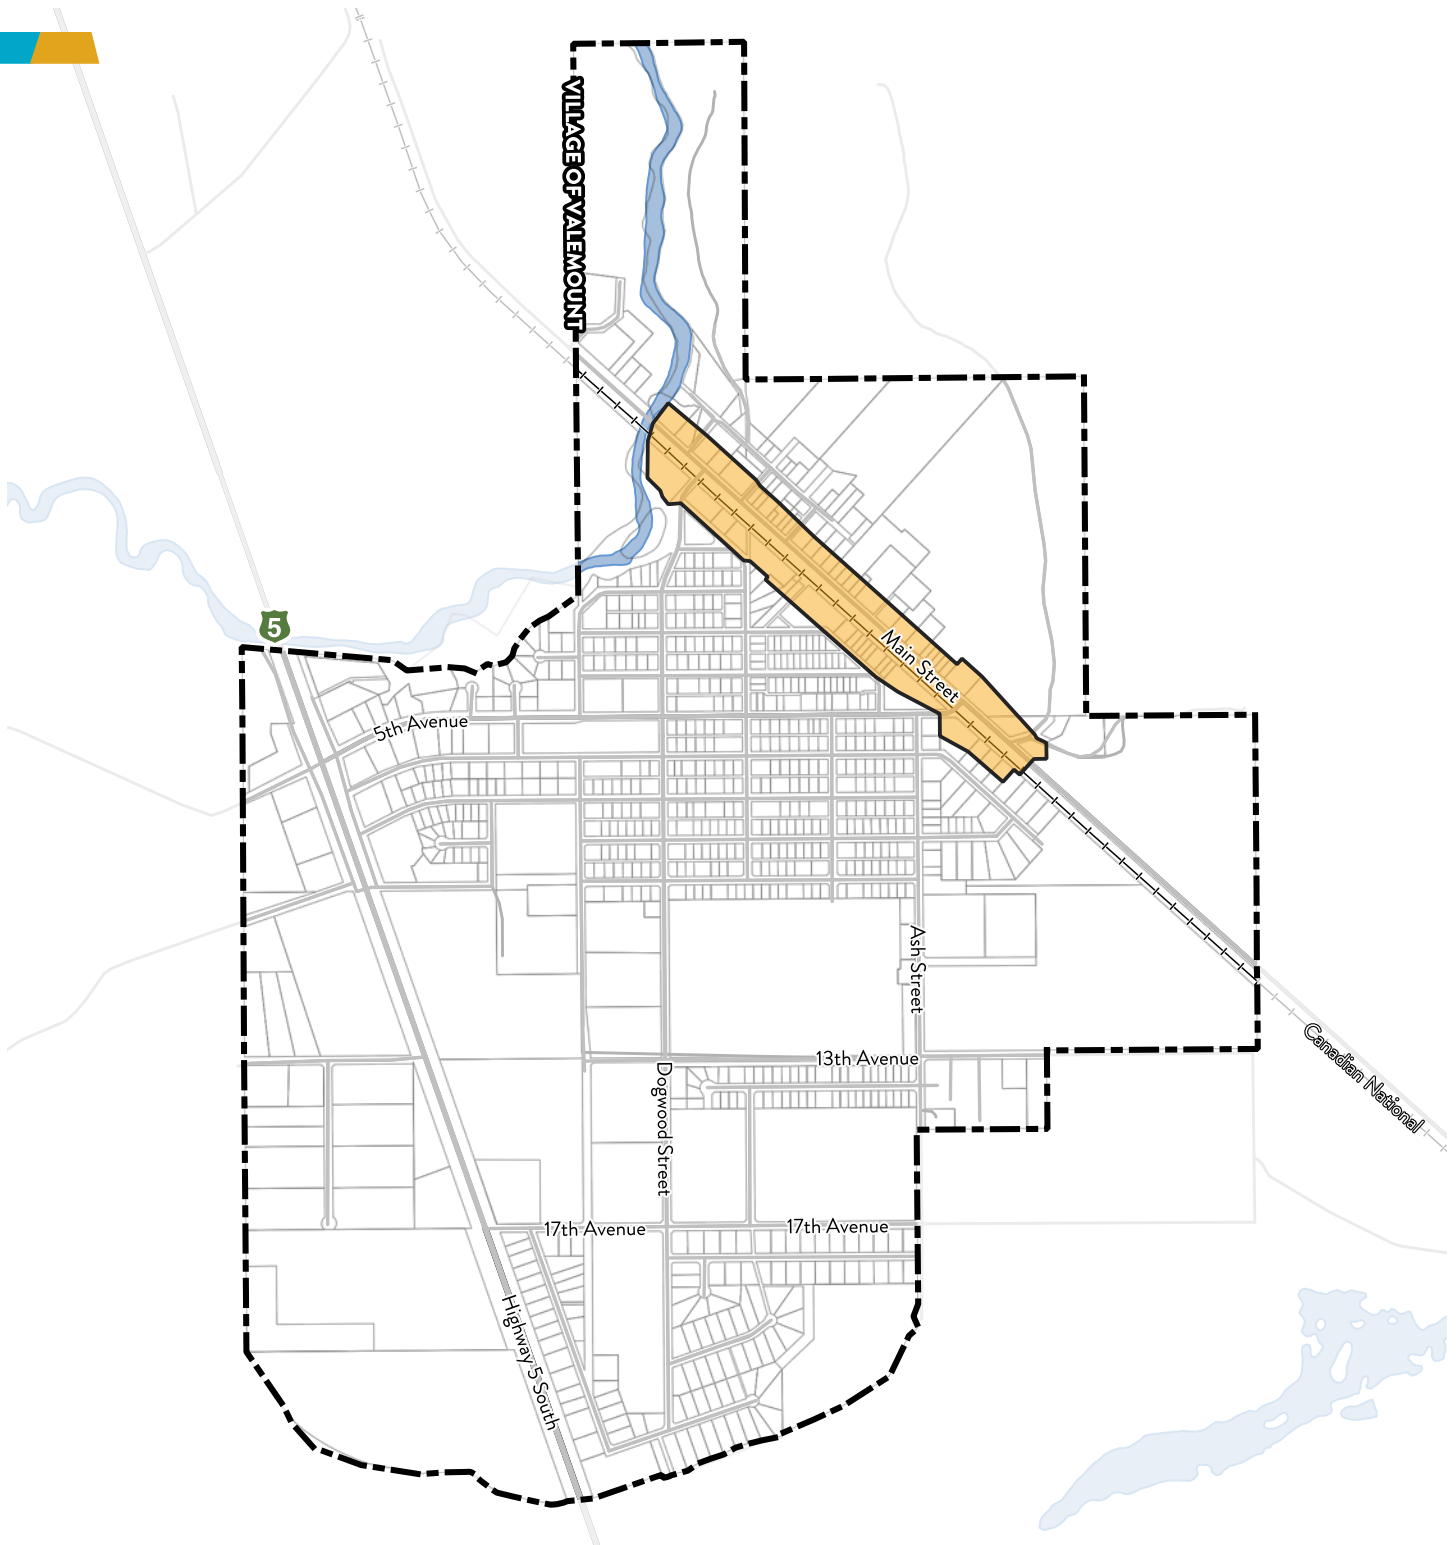 VILLAGE OF VALEMOUNT
5
Main Street
5th Avenue
Ash Street
Canadian National
13th Avenue
Dogwood Street
17th Avenue
17th Avenue
Highway 5 South